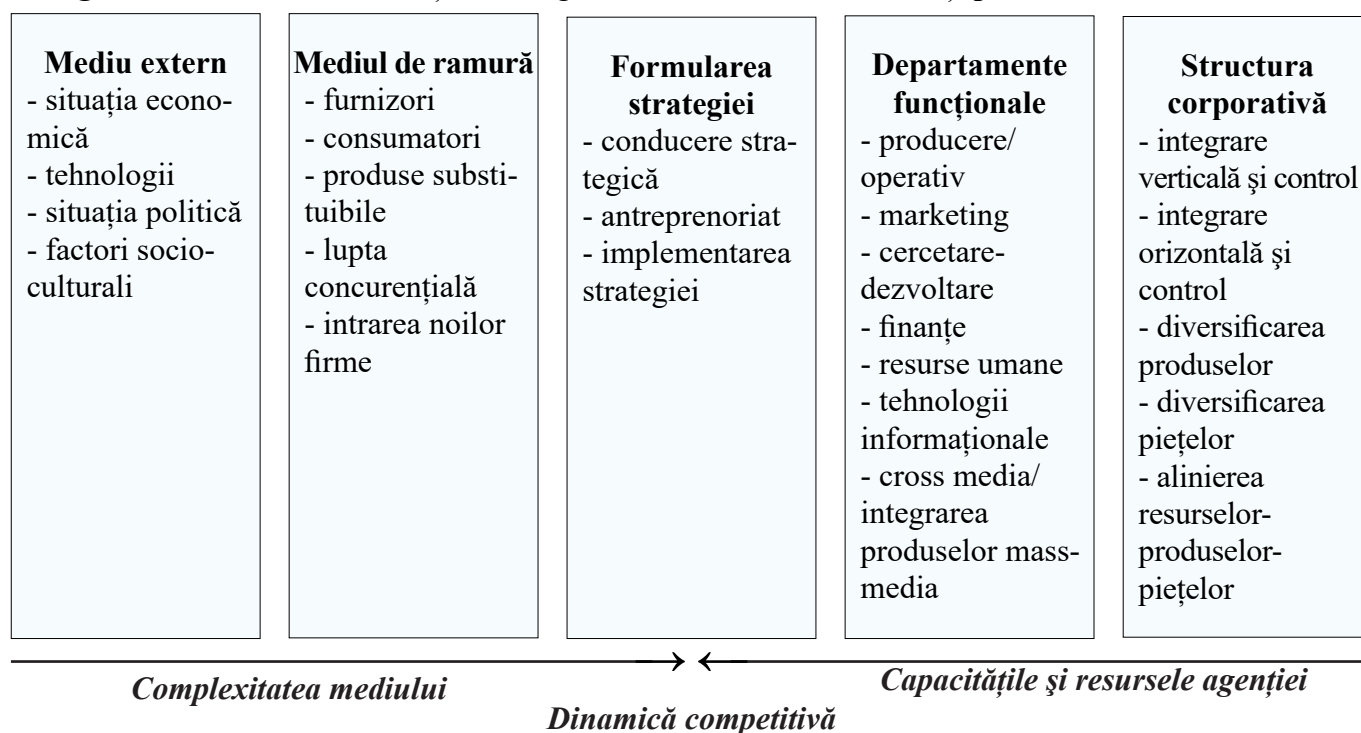 Mediu extern
- situația econo-
mică
- tehnologii
- situația politică
- factori socio-
culturali
Mediul de ramură
- furnizori
- consumatori
- produse substi-
tuibile
- lupta
concurențială
- intrarea noilor
firme
Formularea
strategiei
- conducere stra-
tegică
- antreprenoriat
- implementarea
strategiei
Departamente
funcționale
- producere/
operativ
- marketing
- cercetare-
dezvoltare
- finanțe
- resurse umane
- tehnologii
informaționale
- cross media/
integrarea
produselor mass-
media
Structura
corporativă
- integrare
verticală şi control
- integrare
orizontală şi
control
- diversificarea
produselor
- diversificarea
piețelor
- alinierea
resurselor-
produselor-
piețelor
Complexitatea mediului
Capacitățile şi resursele agenției
Dinamică competitivă